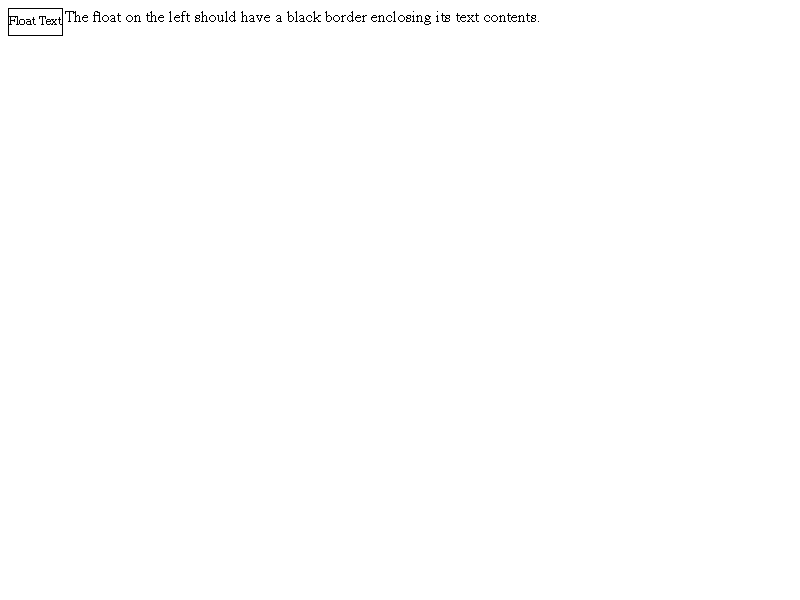 Float Text The float on the left should have a black border enclosing its text contents.